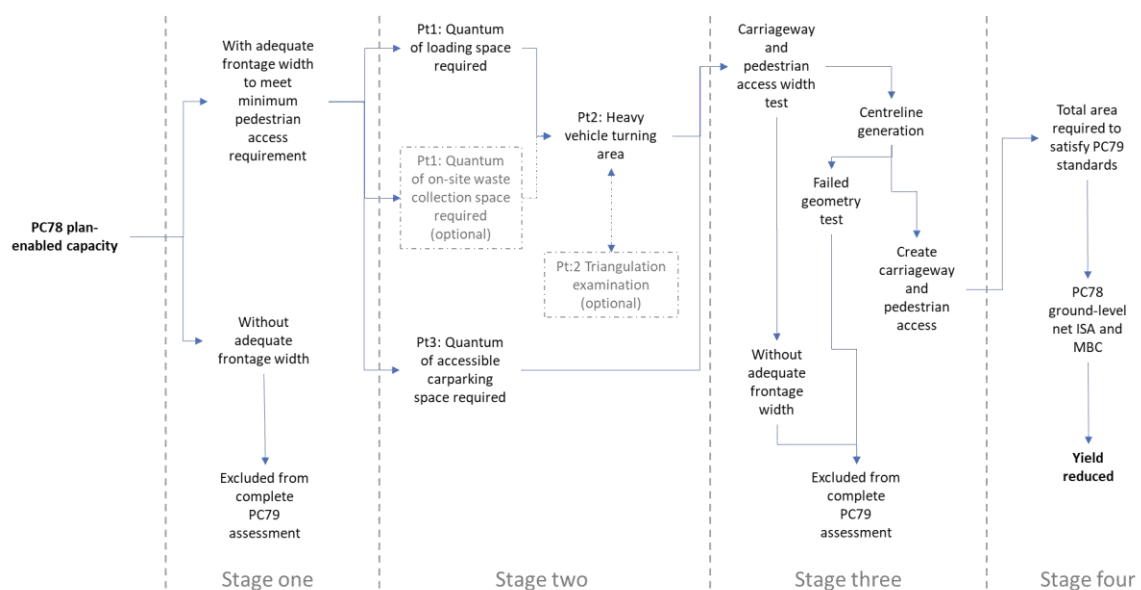 PC78 plan-
enabled capacity
With adequate
frontage width
to meet
minimum
pedestrian
access
requirement
Without
adequate
frontage width
Excluded from
complete
PC79
assessment
Stage one
Pt1: Quantum
of loading space
required
Pt1: Quantum
of on-site waste
collection space
required
(optional)
Pt2: Heavy
vehicle turning
area
Pt:2 Triangulation
examination
(optional)
Pt3: Quantum
of accessible
carparking
space required
Stage two
Carriageway
and
pedestrian
access width
test
Centreline
generation
Failed
geometry
test
Create
carriageway
and
pedestrian
access
Without
adequate
frontage
width
Excluded from
complete
PC79
assessment
Stage three
Total area
required to
satisfy PC79
standards
PC78
ground-level
net ISA and
MBC
Yield
reduced
Stage four